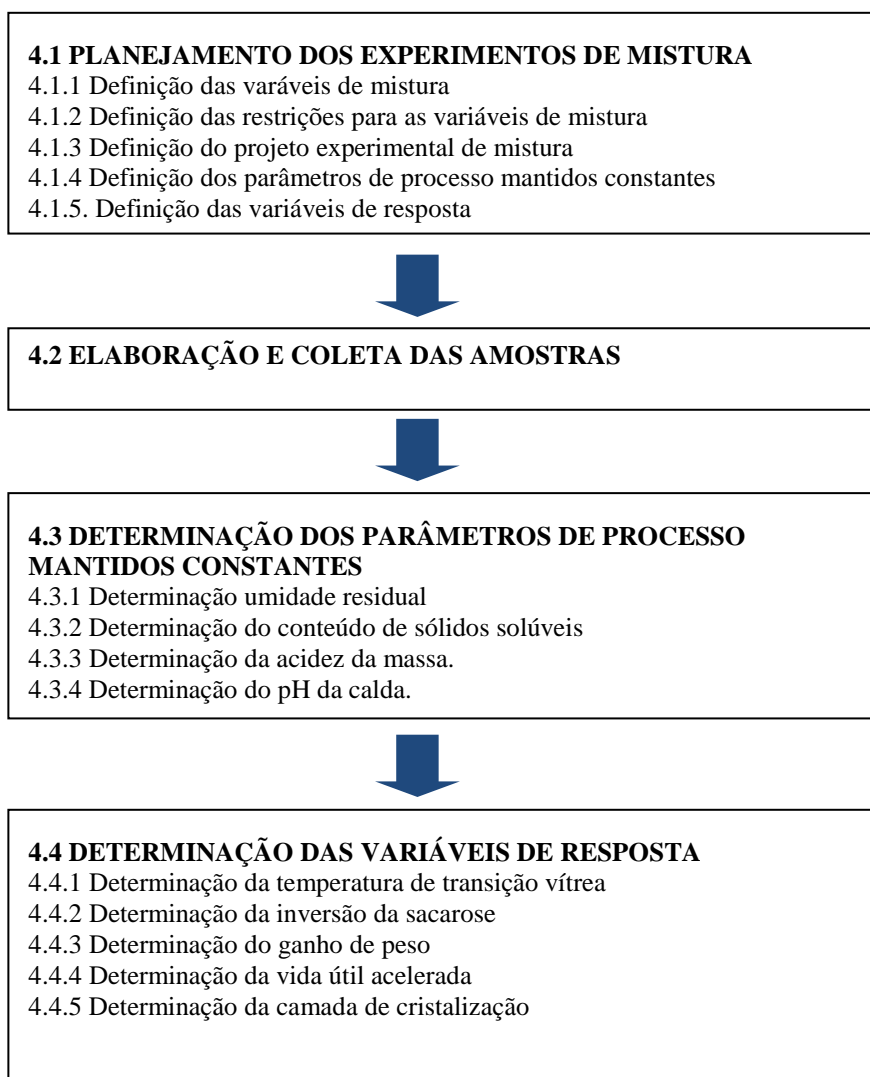 4.1 PLANEJAMENTO DOS EXPERIMENTOS DE MISTURA
4.1.1 Definição das varáveis de mistura
4.1.2 Definição das restrições para as variáveis de mistura
4.1.3 Definição do projeto experimental de mistura
4.1.4 Definição dos parâmetros de processo mantidos constantes
4.1.5. Definição das variáveis de resposta
4.2 ELABORAÇÃO E COLETA DAS AMOSTRAS
4.3 DETERMINAÇÃO DOS PARÂMETROS DE PROCESSO
MANTIDOS CONSTANTES
4.3.1 Determinação umidade residual
4.3.2 Determinação do conteúdo de sólidos solúveis
4.3.3 Determinação da acidez da massa.
4.3.4 Determinação do pH da calda.
4.4 DETERMINAÇÃO DAS VARIÁVEIS DE RESPOSTA
4.4.1 Determinação da temperatura de transição vítrea
4.4.2 Determinação da inversão da sacarose
4.4.3 Determinação do ganho de peso
4.4.4 Determinação da vida útil acelerada
4.4.5 Determinação da camada de cristalização